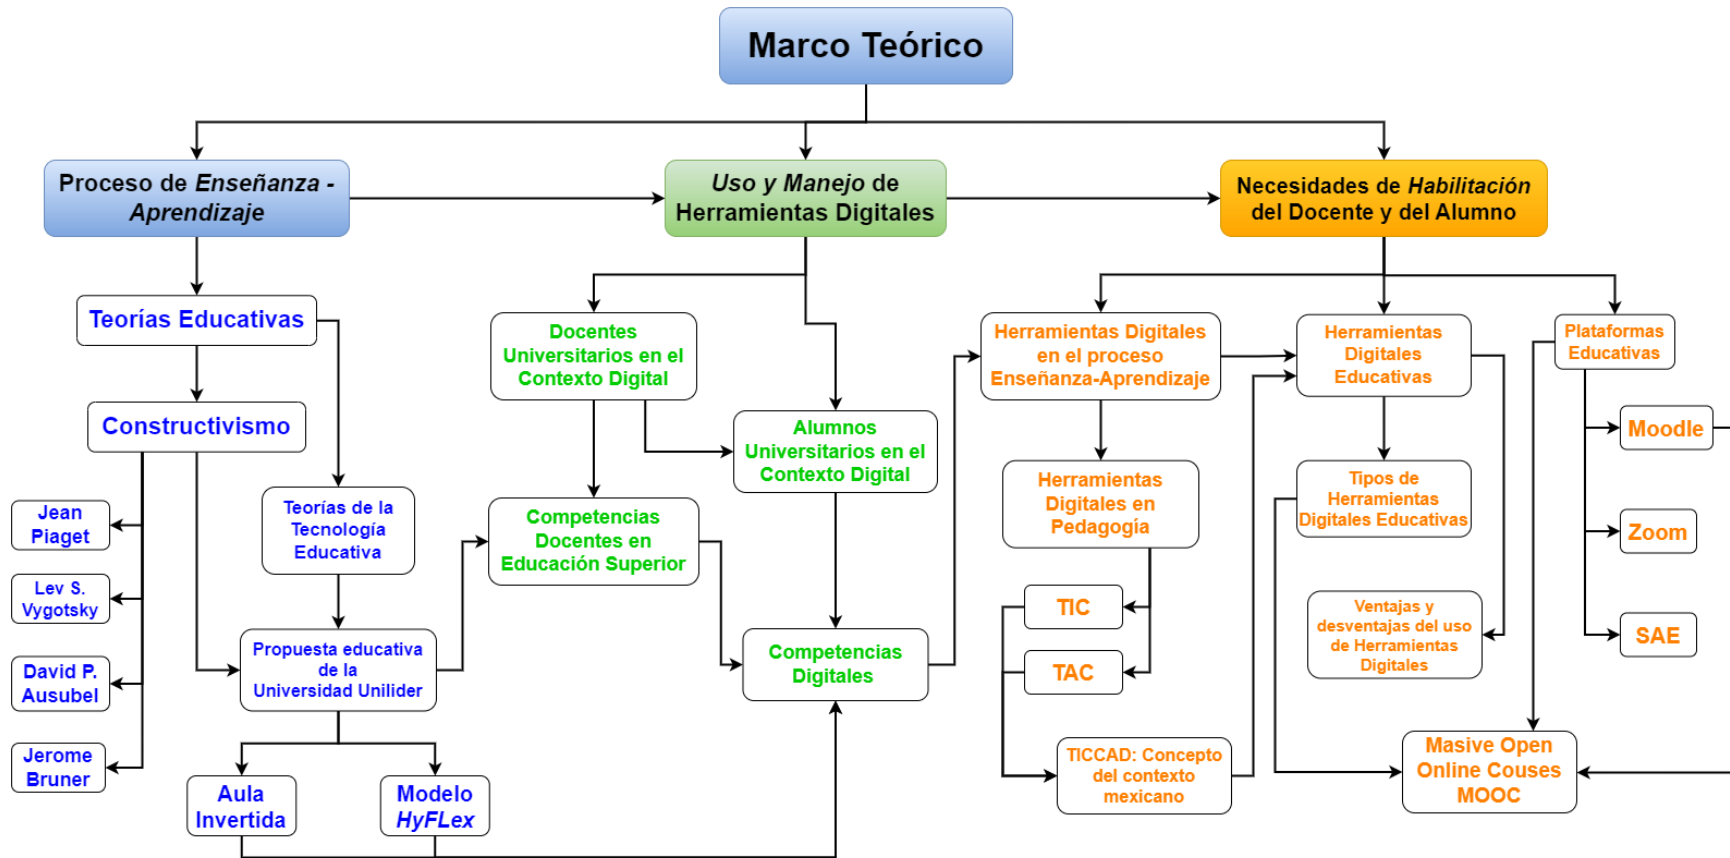 Marco Teórico
Proceso de Enseñanza -
Aprendizaje
Uso y Manejo de
Herramientas Digitales
Necesidades de Habilitación
del Docente y del Alumno
Teorías Educativas
Constructivismo
Jean
Piaget
Lev S.
Vygotsky
David P.
Ausubel
Jerome
Bruner
Teorías de la
Tecnología
Educativa
Propuesta educativa
de la
Universidad Unilider
Aula
Invertida
Modelo
HyFLex
Docentes
Universitarios en el
Contexto Digital
Alumnos
Universitarios en el
Contexto Digital
Competencias
Docentes en
Educación Superior
Competencias
Digitales
Herramientas Digitales
en el proceso
Enseñanza-Aprendizaje
Herramientas
Digitales en
Pedagogía
TIC
TAC
TICCAD: Concepto
del contexto
mexicano
Herramientas
Digitales
Educativas
Tipos de
Herramientas
Digitales Educativas
Ventajas y
desventajas del uso
de Herramientas
Digitales
Plataformas
Educativas
Moodle
Zoom
SAE
Masive Open
Online Couses
MOOC